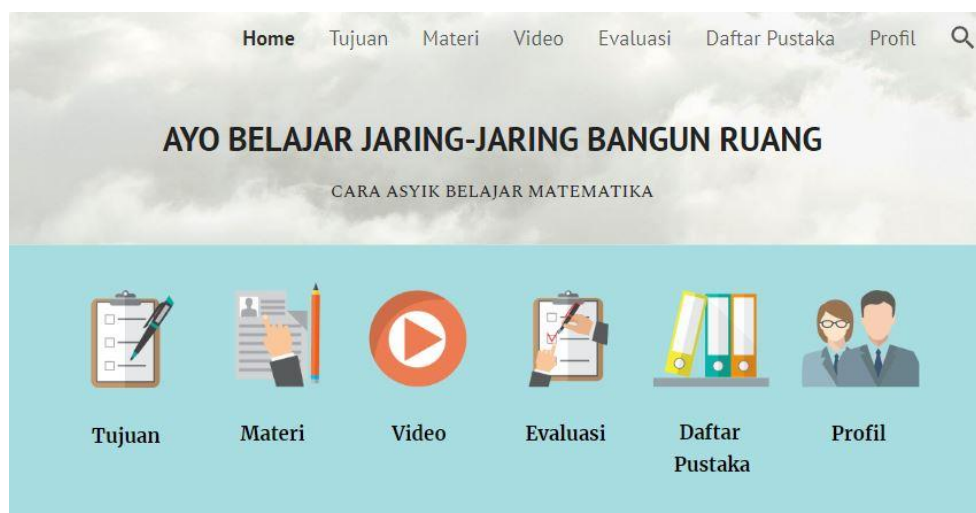 Home Tujuan Materi Video Evaluasi Daftar Pustaka Profil
AYO BELAJAR JARING-JARING BANGUN RUANG
CARA ASYIK BELAJAR MATEMATIKA
Tujuan Materi Video Evaluasi Daftar Pustaka Profil